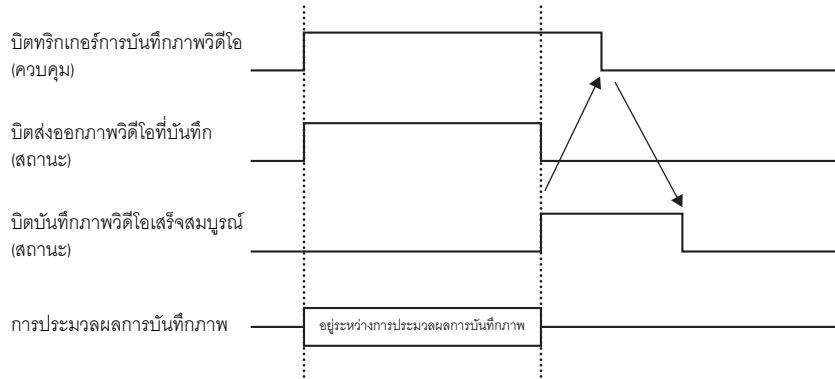 บิตทริกเกอร์การบันทึกภาพวิดีโอ
(ควบคุม)
บิตส่งออกภาพวิดีโอที่บันทึก
(สถานะ)
บิตบันทึกภาพวิดีโอเสร็จสมบูรณ์
(สถานะ)
การประมวลผลการบันทึกภาพ
อยู่ระหว่างการประมวลผลการบันทึกภาพ